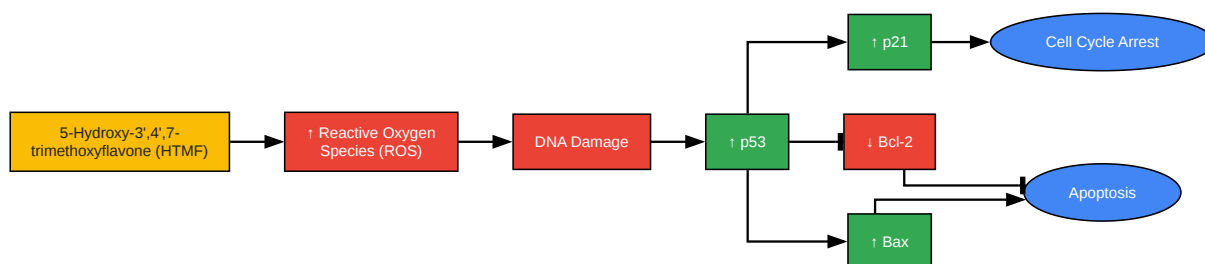 5-Hydroxy-3',4',7-
trimethoxyflavone (HTMF)
↑ Reactive Oxygen
Species (ROS)
DNA Damage
↑ p53
↑ p21
Cell Cycle Arrest
↓ Bcl-2
Apoptosis
↑ Bax